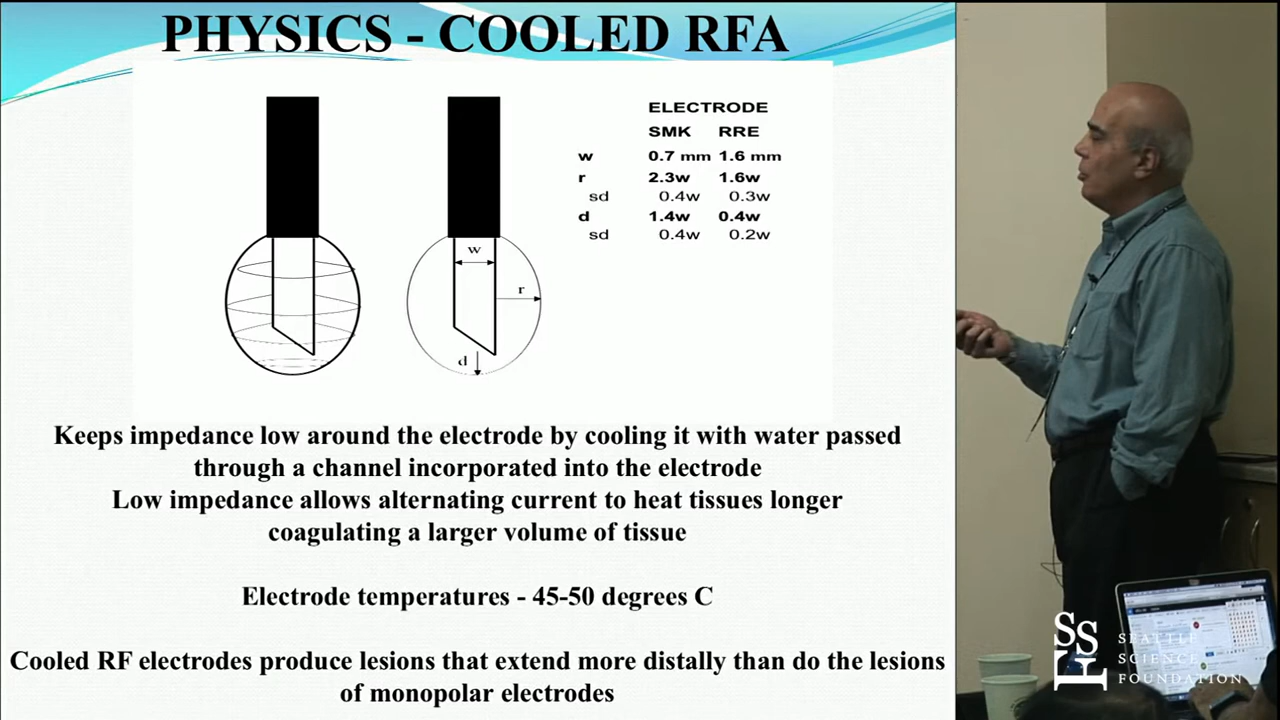 PHYSICS - COOLED RFA
ELECTRODE
SMK RRE
w 0.7 mm 1.6 mm
r 2.3w 1.6w
sd 0.4w 0.3w
d 1.4w 0.4w
sd 0.4w 0.2w
w
r
d
Keeps impedance low around the electrode by cooling it with water passed
through a channel incorporated into the electrode
Low impedance allows alternating current to heat tissues longer
coagulating a larger volume of tissue
Electrode temperatures - 45-50 degrees C
Cooled RF electrodes produce lesions that extend more distally than do the lesions
of monopolar electrodes
SSF
SEATTLE
SCIENCE
FOUNDATION